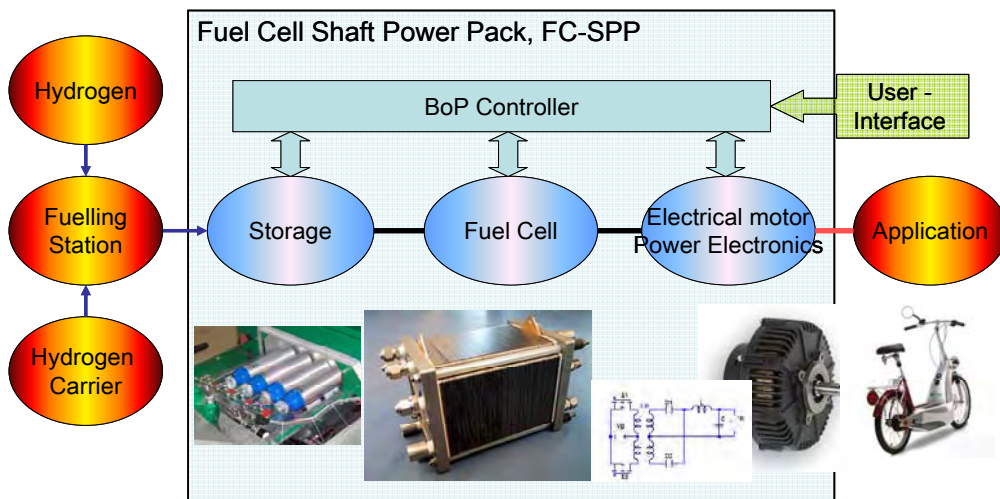 Fuel Cell Shaft Power Pack, FC-SPP
Hydrogen
BoP Controller
User -
Interface
Fuelling
Station
Storage
Fuel Cell
Electrical motor
Power Electronics
Application
Hydrogen
Carrier